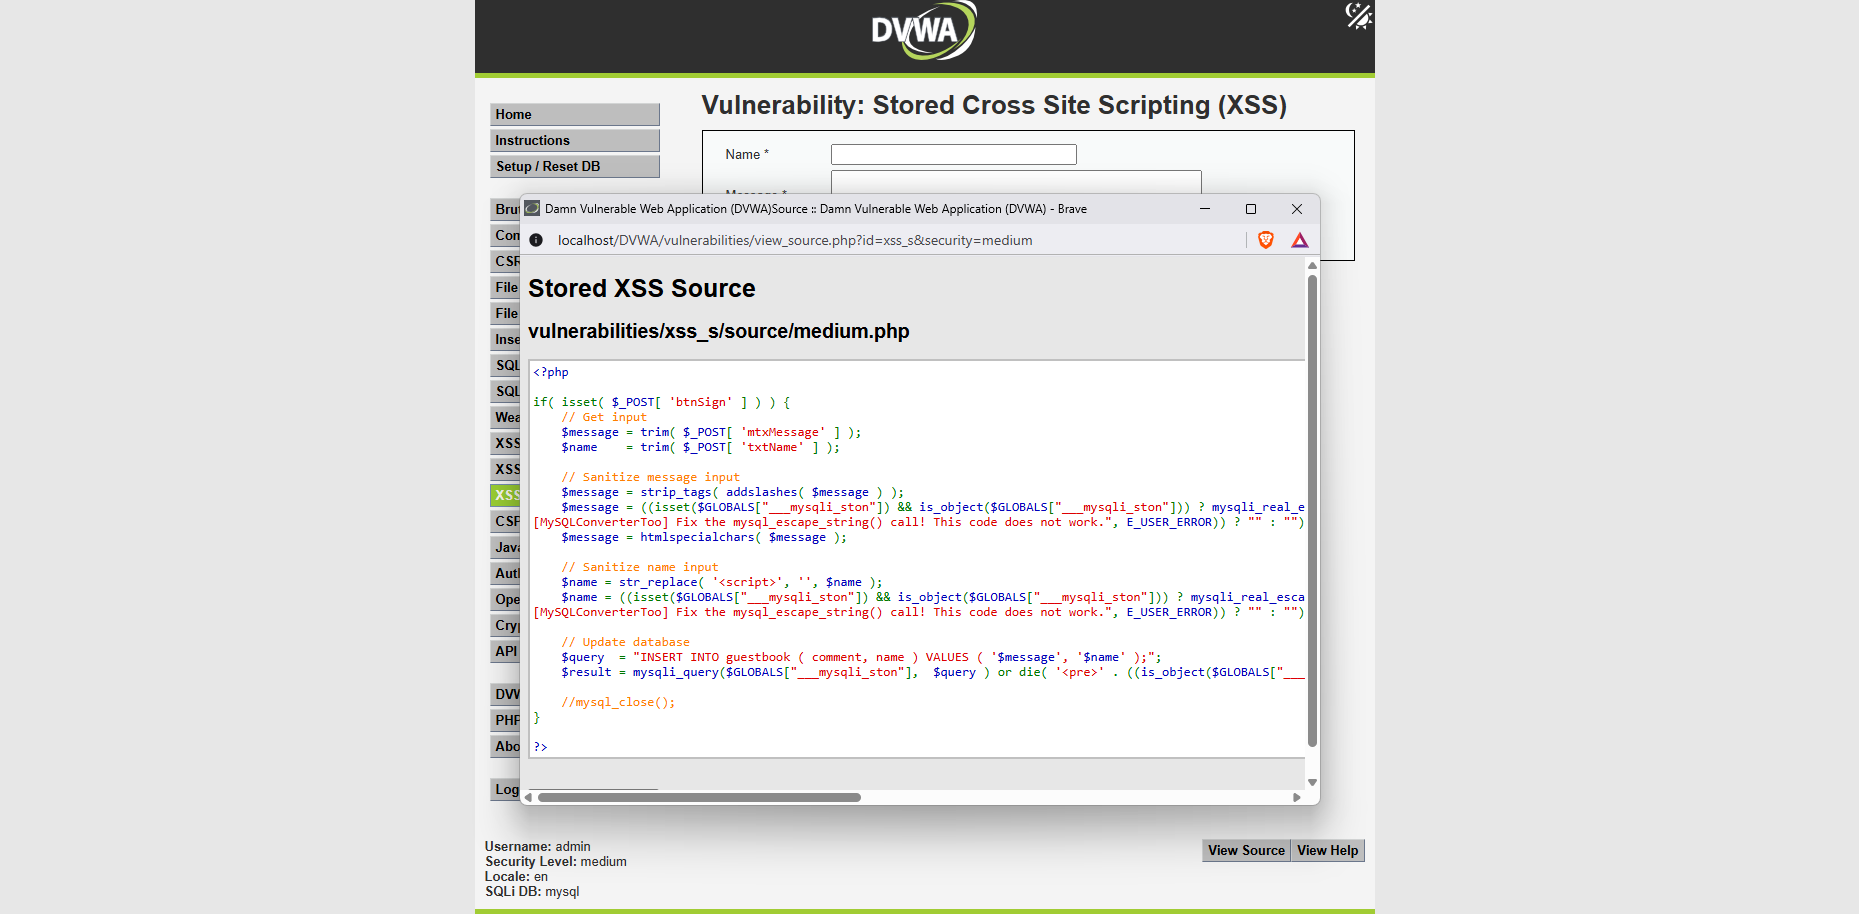 DVWA
Home
Instructions
Setup / Reset DB
Vulnerability: Stored Cross Site Scripting (XSS)
Name *
Damn Vulnerable Web Application (DVWA)Source :: Damn Vulnerable Web Application (DVWA) - Brave
localhost/DVWA/vulnerabilities/view_source.php?id=xss_s&security=medium
Stored XSS Source
vulnerabilities/xss_s/source/medium.php
<?php
if( isset( $_POST[ 'btnSign' ] ) ) {
// Get input
$message = trim( $_POST[ 'mtxMessage' ] );
$name    = trim( $_POST[ 'txtName' ] );
// Sanitize message input
$message = strip_tags( addslashes( $message ) );
$message = ((isset($GLOBALS["___mysqli_ston"]) && is_object($GLOBALS["___mysqli_ston"])) ? mysqli_real_e
[MySQLConverterToo] Fix the mysql_escape_string() call! This code does not work.", E_USER_ERROR)) ? "" : "")
$message = htmlspecialchars( $message );
// Sanitize name input
$name = str_replace( '<script>', '', $name );
$name = ((isset($GLOBALS["___mysqli_ston"]) && is_object($GLOBALS["___mysqli_ston"])) ? mysqli_real_esca
[MySQLConverterToo] Fix the mysql_escape_string() call! This code does not work.", E_USER_ERROR)) ? "" : "")
// Update database
$query  = "INSERT INTO guestbook ( comment, name ) VALUES ( '$message', '$name' );";
$result = mysqli_query($GLOBALS["___mysqli_ston"],  $query ) or die( '<pre>' . ((is_object($GLOBALS["___
//mysql_close();
}
?>
Bru
Con
CSR
File
File
Inse
SQL
SQL
Wea
XSS
XSS
XSS
CSP
Java
Aut
Ope
Cry
API
DVW
PHP
Abo
Log
Username: admin
Security Level: medium
Locale: en
SQLi DB: mysql
View Source
View Help